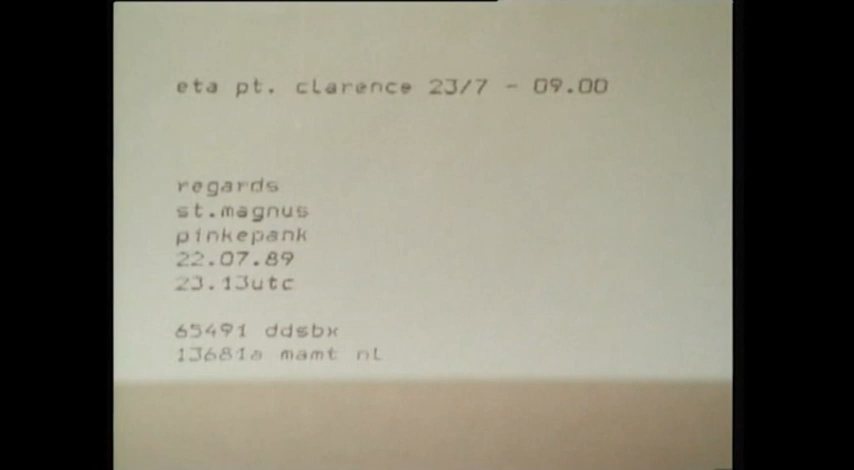 eta pt. clarence 23/7 - 09.00
regards
st.magnus
pinkepank
22.07.89
23.13utc
65491 ddsbx
13681a mamt nl